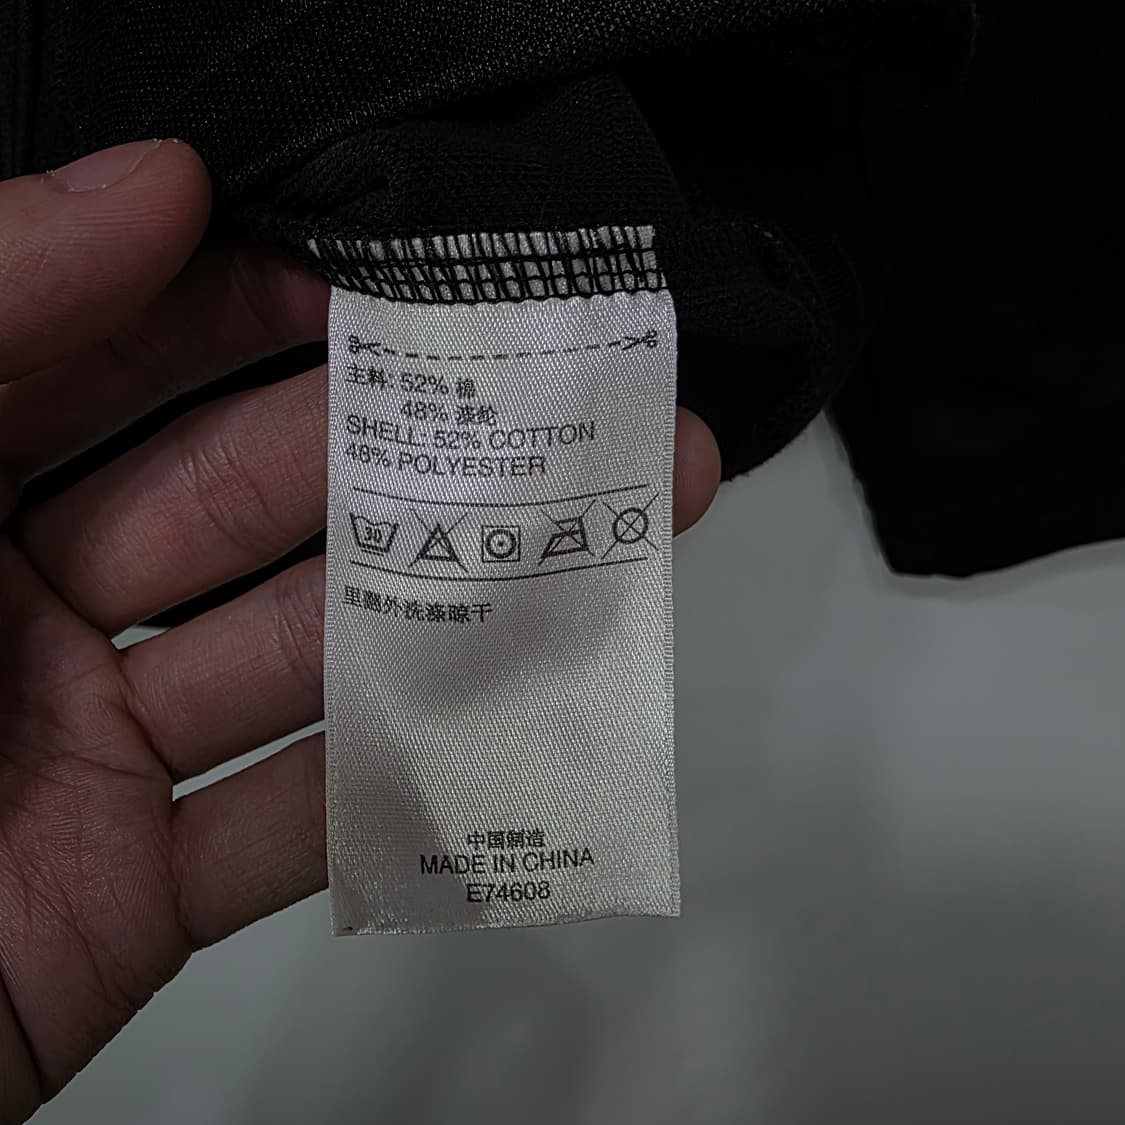 主料: 52% 棉
48% 涤纶
SHELL: 52% COTTON
48% POLYESTER
30
里翻外洗涤晾干
中国制造
MADE IN CHINA
E74608